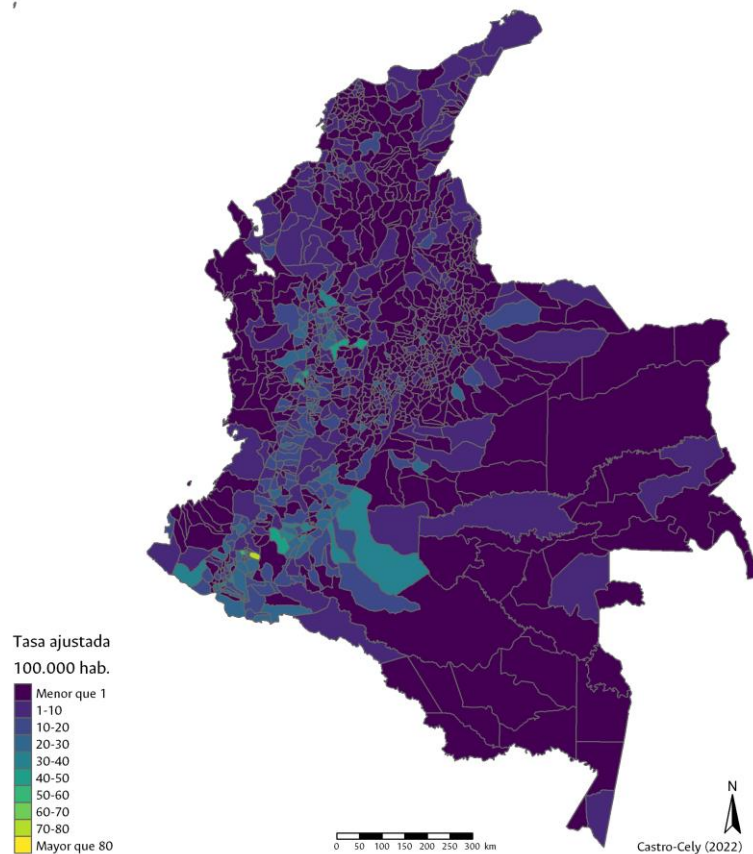 Tasa ajustada
100.000 hab.
Menor que 1
1-10
10-20
20-30
30-40
40-50
50-60
60-70
70-80
Mayor que 80
0 50 100 150 200 250 300 km
N
Castro-Cely (2022)